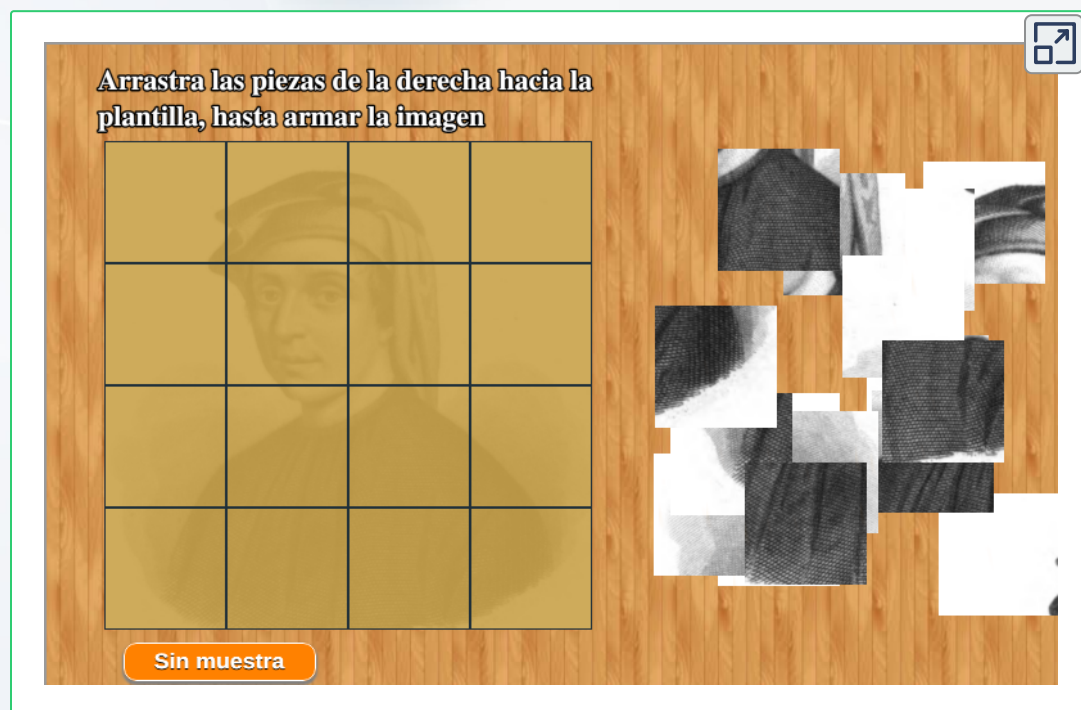 Arrastra las piezas de la derecha hacia la
plantilla, hasta armar la imagen
Sin muestra